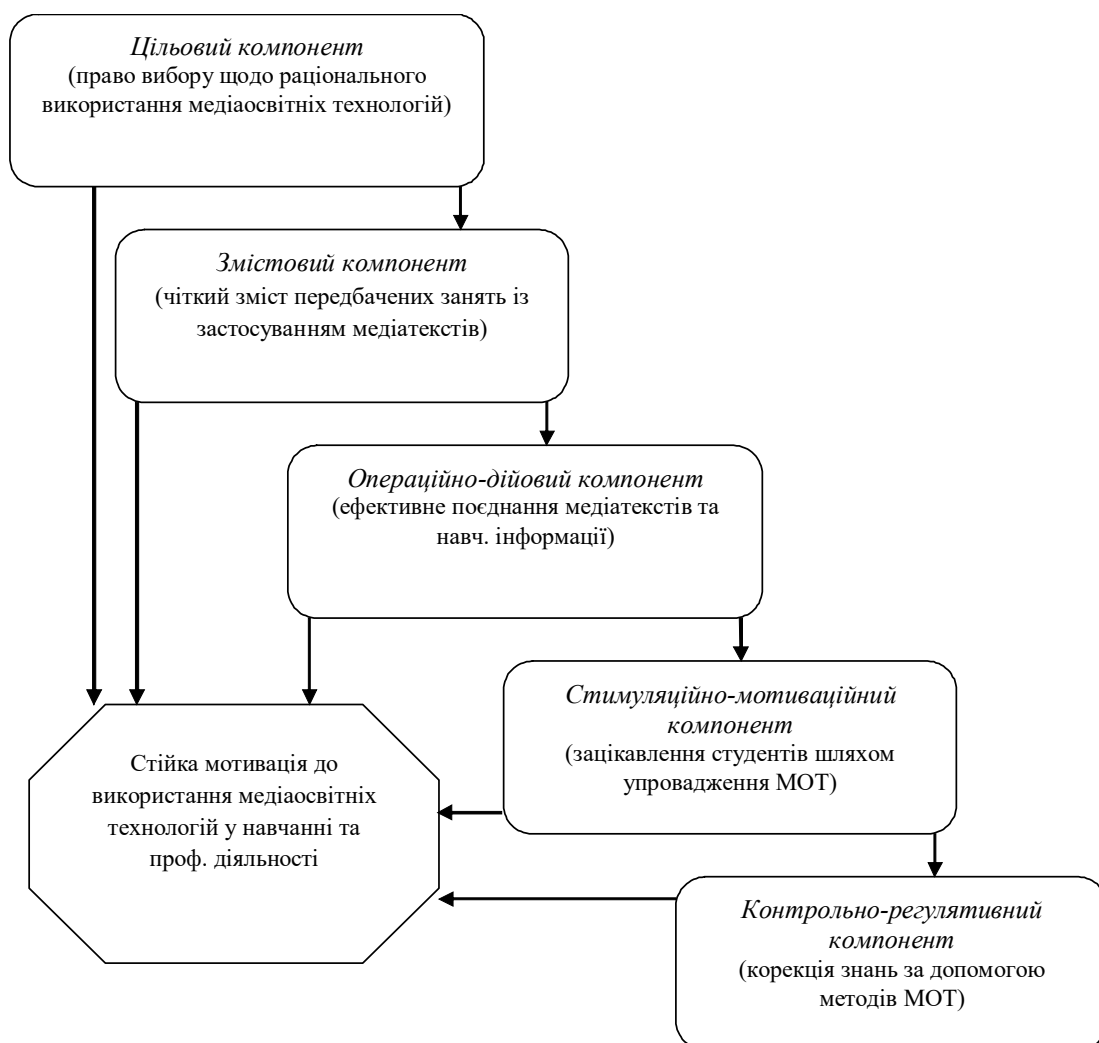 Цільовий компонент
(право вибору щодо раціонального
використання медіаосвітніх технологій)
Змістовий компонент
(чіткий зміст передбачених занять із
застосуванням медіатекстів)
Операційно-дійовий компонент
(ефективне поєднання медіатекстів та
навч. інформації)
Стимуляційно-мотиваційний
компонент
(зацікавлення студентів шляхом
упровадження МОТ)
Стійка мотивація до
використання медіаосвітніх
технологій у навчанні та
проф. діяльності
Контрольно-регулятивний
компонент
(корекція знань за допомогою
методів МОТ)